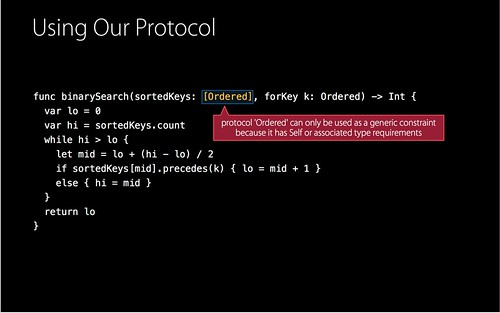 Using Our Protocol
func binarySearch(sortedKeys: [Ordered], forKey k: Ordered) -> Int {
  var lo = 0
  var hi = sortedKeys.count
protocol 'Ordered' can only be used as a generic constraint
because it has Self or associated type requirements
  while hi > lo {
    let mid = lo + (hi - lo) / 2
    if sortedKeys[mid].precedes(k) { lo = mid + 1 }
    else { hi = mid }
  }
  return lo
}